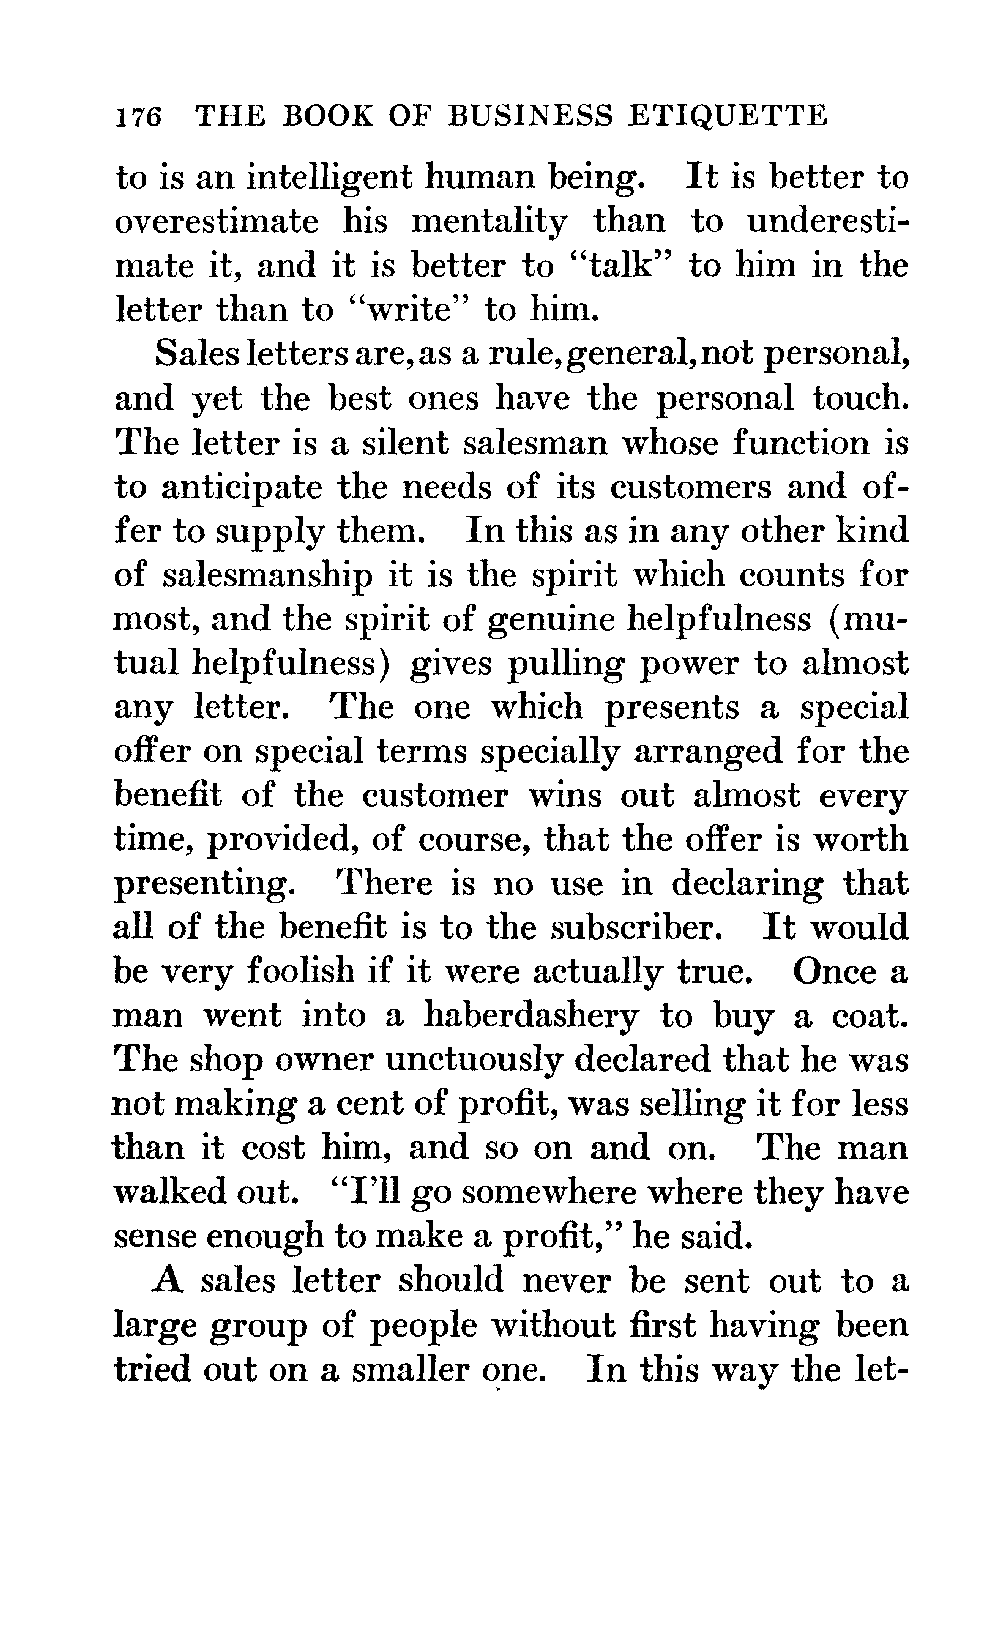 176 THE BOOK OF BUSINESS ETIQUETTE
to is an intelligent human being. It is better to
overestimate his mentality than to underesti-
mate it, and it is better to “talk” to him in the
letter than to “write” to him.
Sales letters are, as a rule, general, not personal,
and yet the best ones have the personal touch.
The letter is a silent salesman whose function is
to anticipate the needs of its customers and of-
fer to supply them. In this as in any other kind
of salesmanship it is the spirit which counts for
most, and the spirit of genuine helpfulness (mu-
tual helpfulness) gives pulling power to almost
any letter. The one which presents a special
offer on special terms specially arranged for the
benefit of the customer wins out almost every
time, provided, of course, that the offer is worth
presenting. There is no use in declaring that
all of the benefit is to the subscriber. It would
be very foolish if it were actually true. Once a
man went into a haberdashery to buy a coat.
The shop owner unctuously declared that he was
not making a cent of profit, was selling it for less
than it cost him, and so on and on. The man
walked out. “I’ll go somewhere where they have
sense enough to make a profit,” he said.
A sales letter should never be sent out to a
large group of people without first having been
tried out on a smaller one. In this way the let-